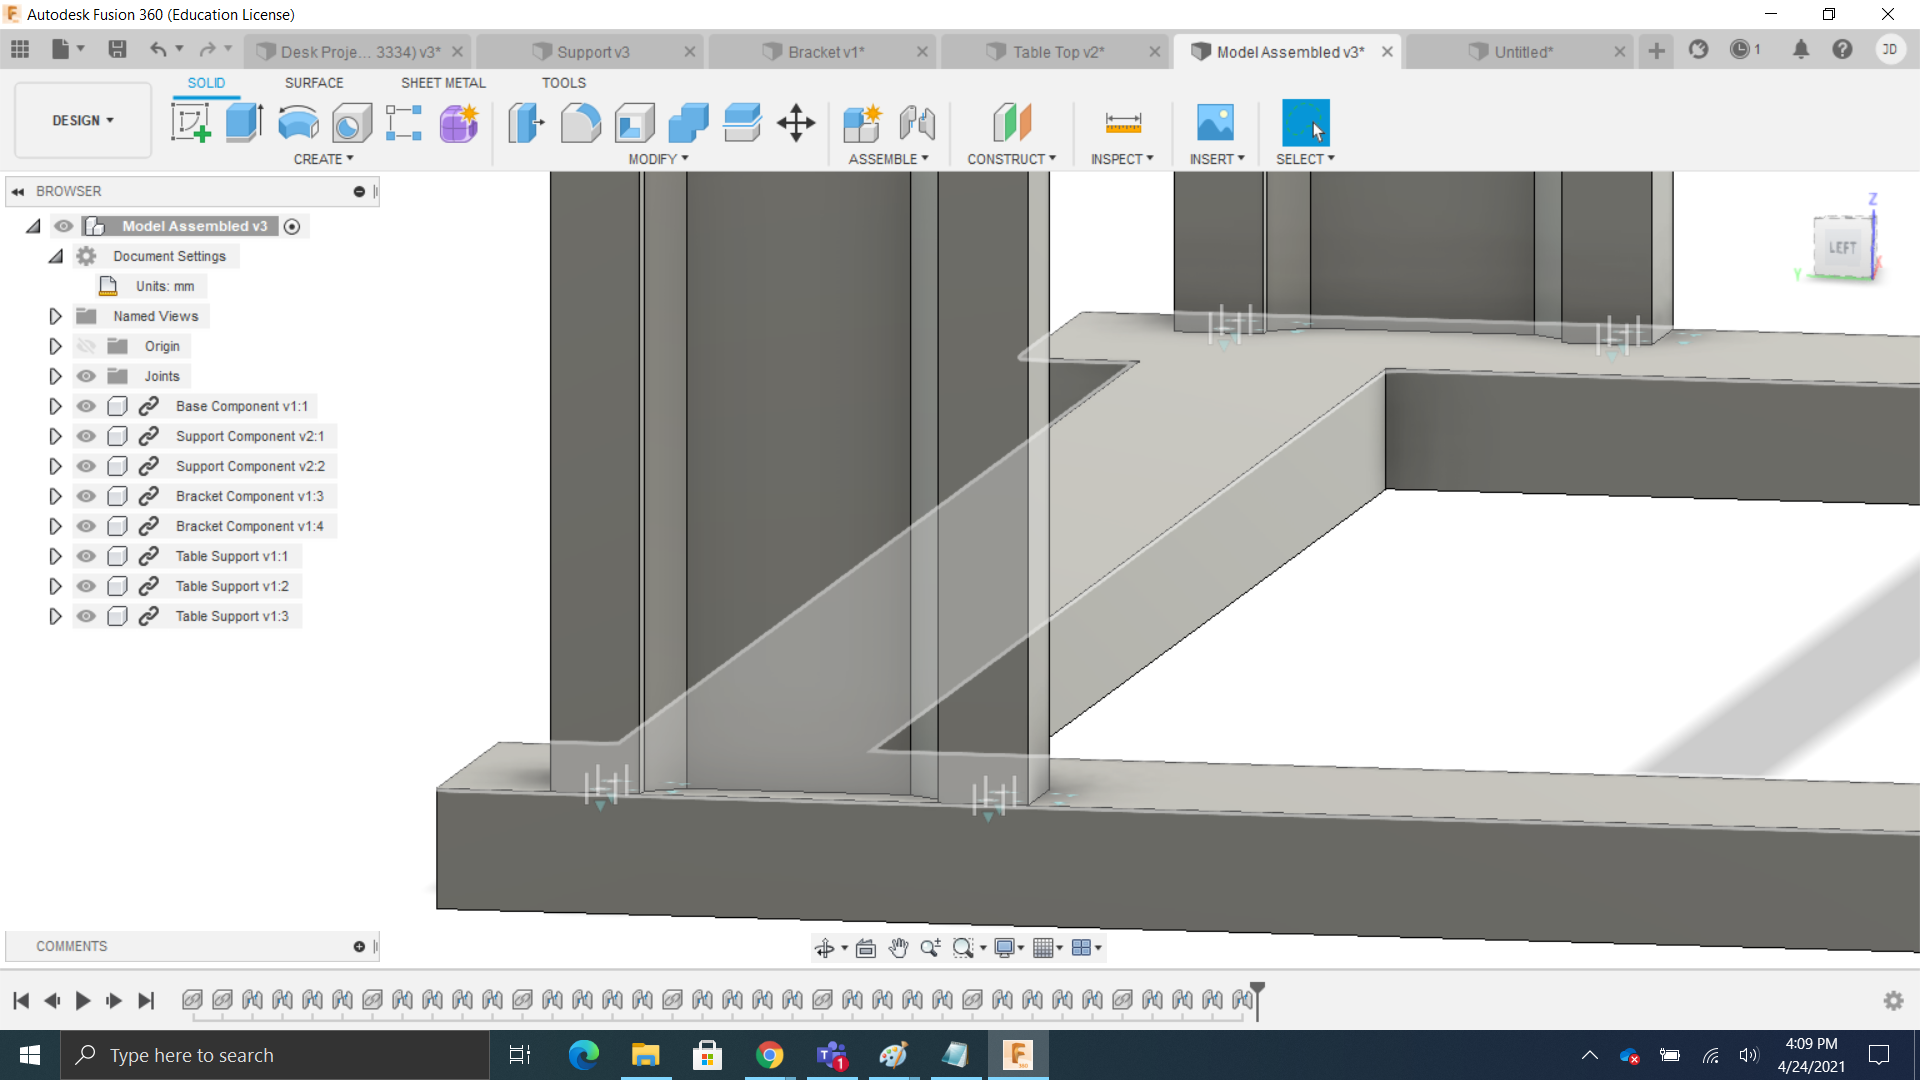 Autodesk Fusion 360 (Education License)
Desk Proje... 3334) v3*
Support v3
Bracket v1*
Table Top v2*
Model Assembled v3*
Untitled*
1
JD
SOLID
SURFACE
SHEET METAL
TOOLS
DESIGN
CREATE
MODIFY
ASSEMBLE
CONSTRUCT
INSPECT
INSERT
SELECT
BROWSER
Model Assembled v3
Document Settings
Units: mm
Named Views
Origin
Joints
Base Component v1:1
Support Component v2:1
Support Component v2:2
Bracket Component v1:3
Bracket Component v1:4
Table Support v1:1
Table Support v1:2
Table Support v1:3
Z
LEFT
Y
X
COMMENTS
Type here to search
1
4:09 PM
4/24/2021